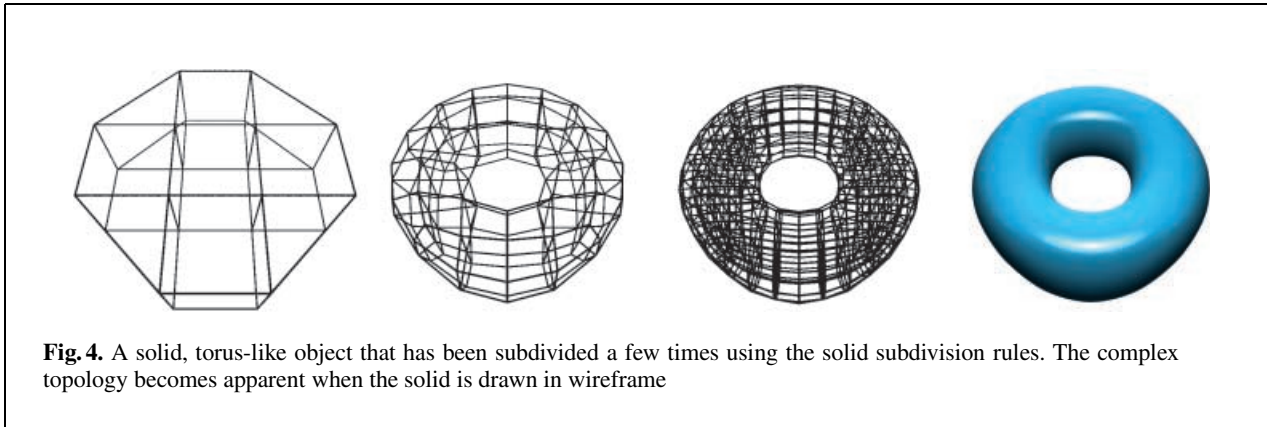 Fig. 4. A solid, torus-like object that has been subdivided a few times using the solid subdivision rules. The complex
topology becomes apparent when the solid is drawn in wireframe